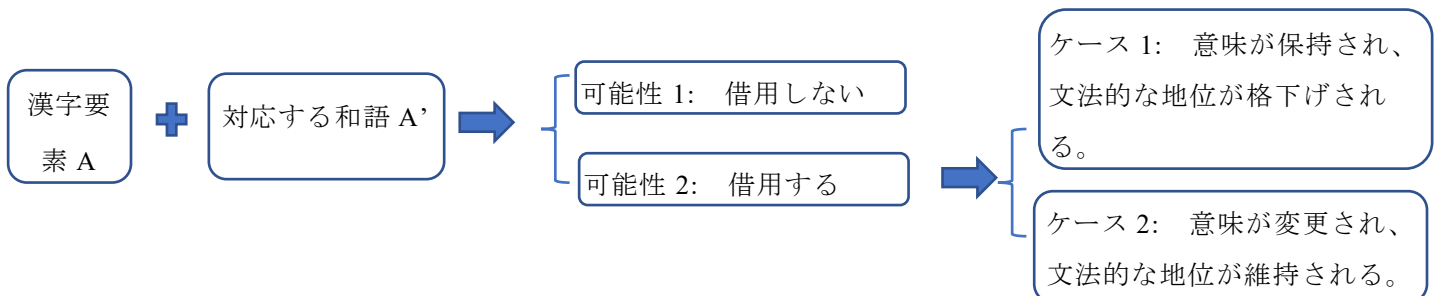 漢字要
素 A
対応する和語 A’
可能性 1:　借用しない
可能性 2:　借用する
ケース 1:　意味が保持され、
文法的な地位が格下げされ
る。
ケース 2:　意味が変更され、
文法的な地位が維持される。